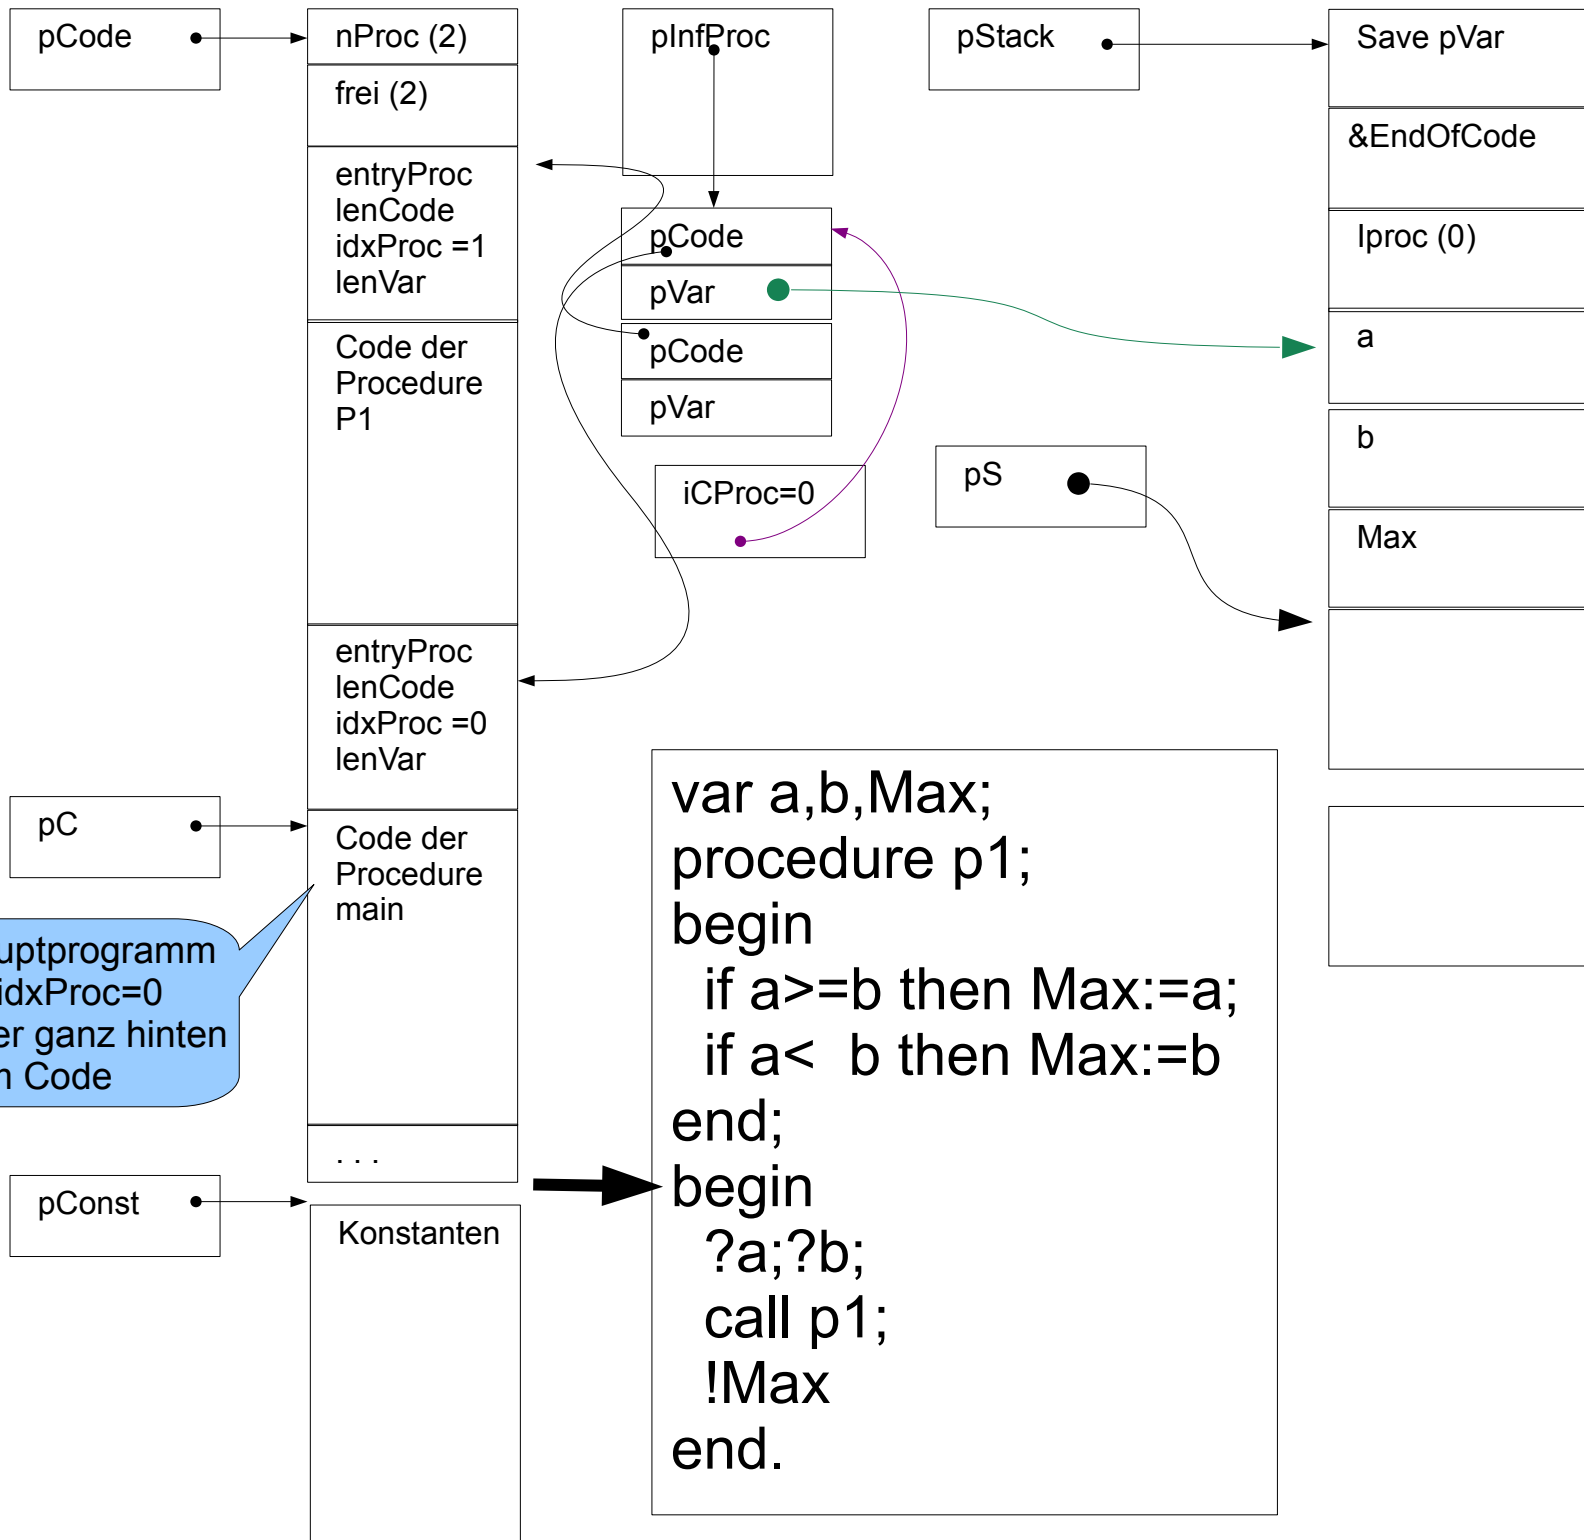 pCode
nProc (2)
frei (2)
entryProc
lenCode
idxProc =1
lenVar
Code der
Procedure
P1
entryProc
lenCode
idxProc =0
lenVar
pC
Code der
Procedure
main
idxProc=0
ganz hinten
Code
. . .
pConst
Konstanten
pInfProc
pCode
pVar
pCode
pVar
iCProc=0
pStack
pS
Save pVar
&EndOfCode
Iproc (0)
a
b
Max
var a,b,Max;
procedure p1;
begin
if a>=b then Max:=a;
if a< b then Max:=b
end;
begin
?a;?b;
call p1;
!Max
end.